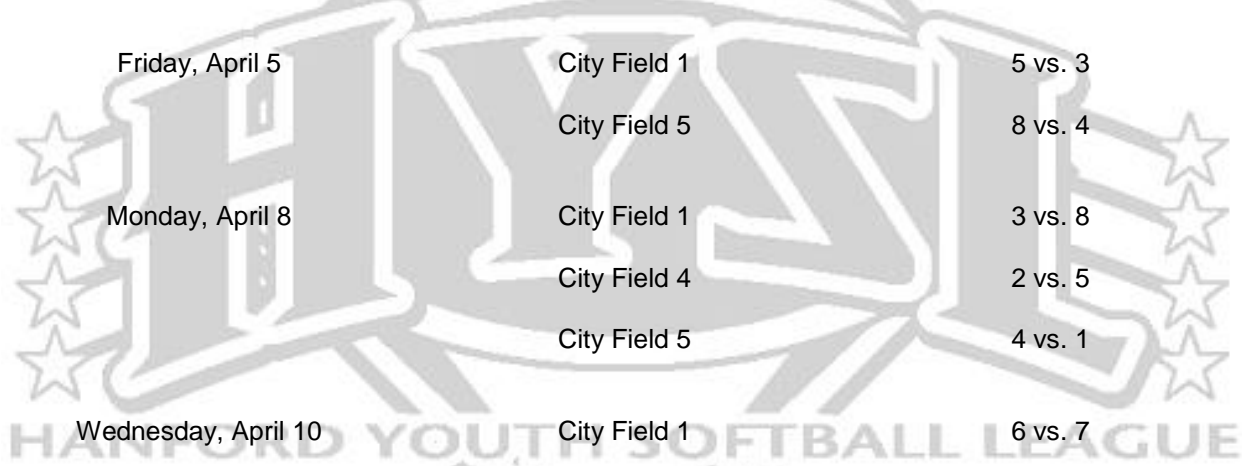 HYSL
Friday, April 5 City Field 1 5 vs. 3
City Field 5 8 vs. 4
Monday, April 8 City Field 1 3 vs. 8
City Field 4 2 vs. 5
City Field 5 4 vs. 1
Wednesday, April 10 City Field 1 6 vs. 7
HANFORD YOUTH SOFTBALL LEAGUE